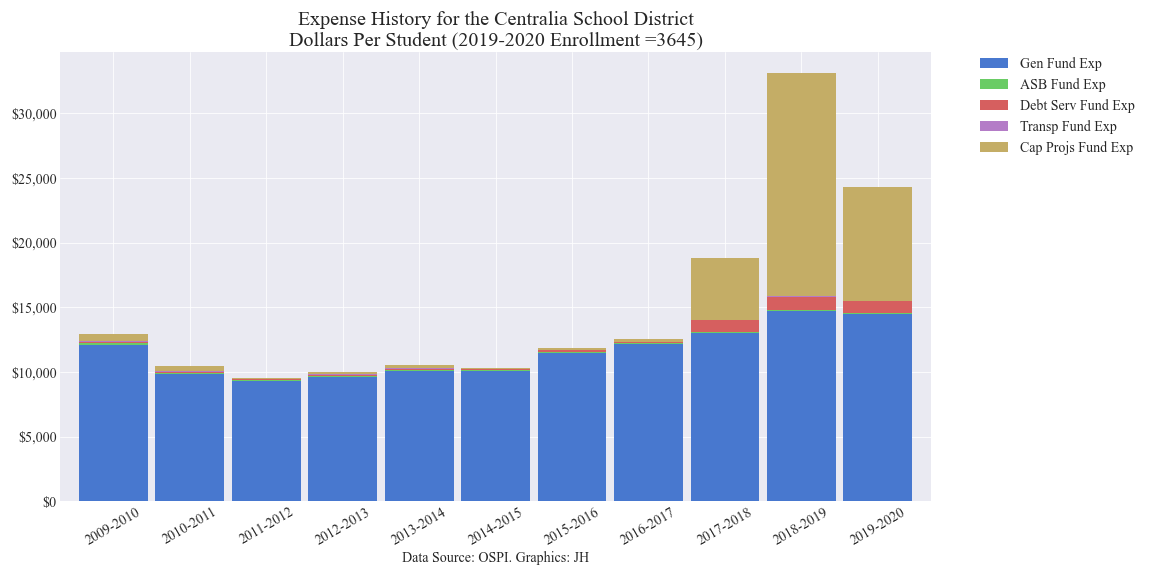 Expense History for the Centralia School District
Dollars Per Student (2019-2020 Enrollment =3645)
Gen Fund Exp
ASB Fund Exp
Debt Serv Fund Exp
Transp Fund Exp
Cap Projs Fund Exp
$30,000
$25,000
$20,000
$15,000
$10,000
$5,000
$0
2009-2010
2010-2011
2011-2012
2012-2013
2013-2014
2014-2015
2015-2016
2016-2017
2017-2018
2018-2019
2019-2020
Data Source: OSPI. Graphics: JH